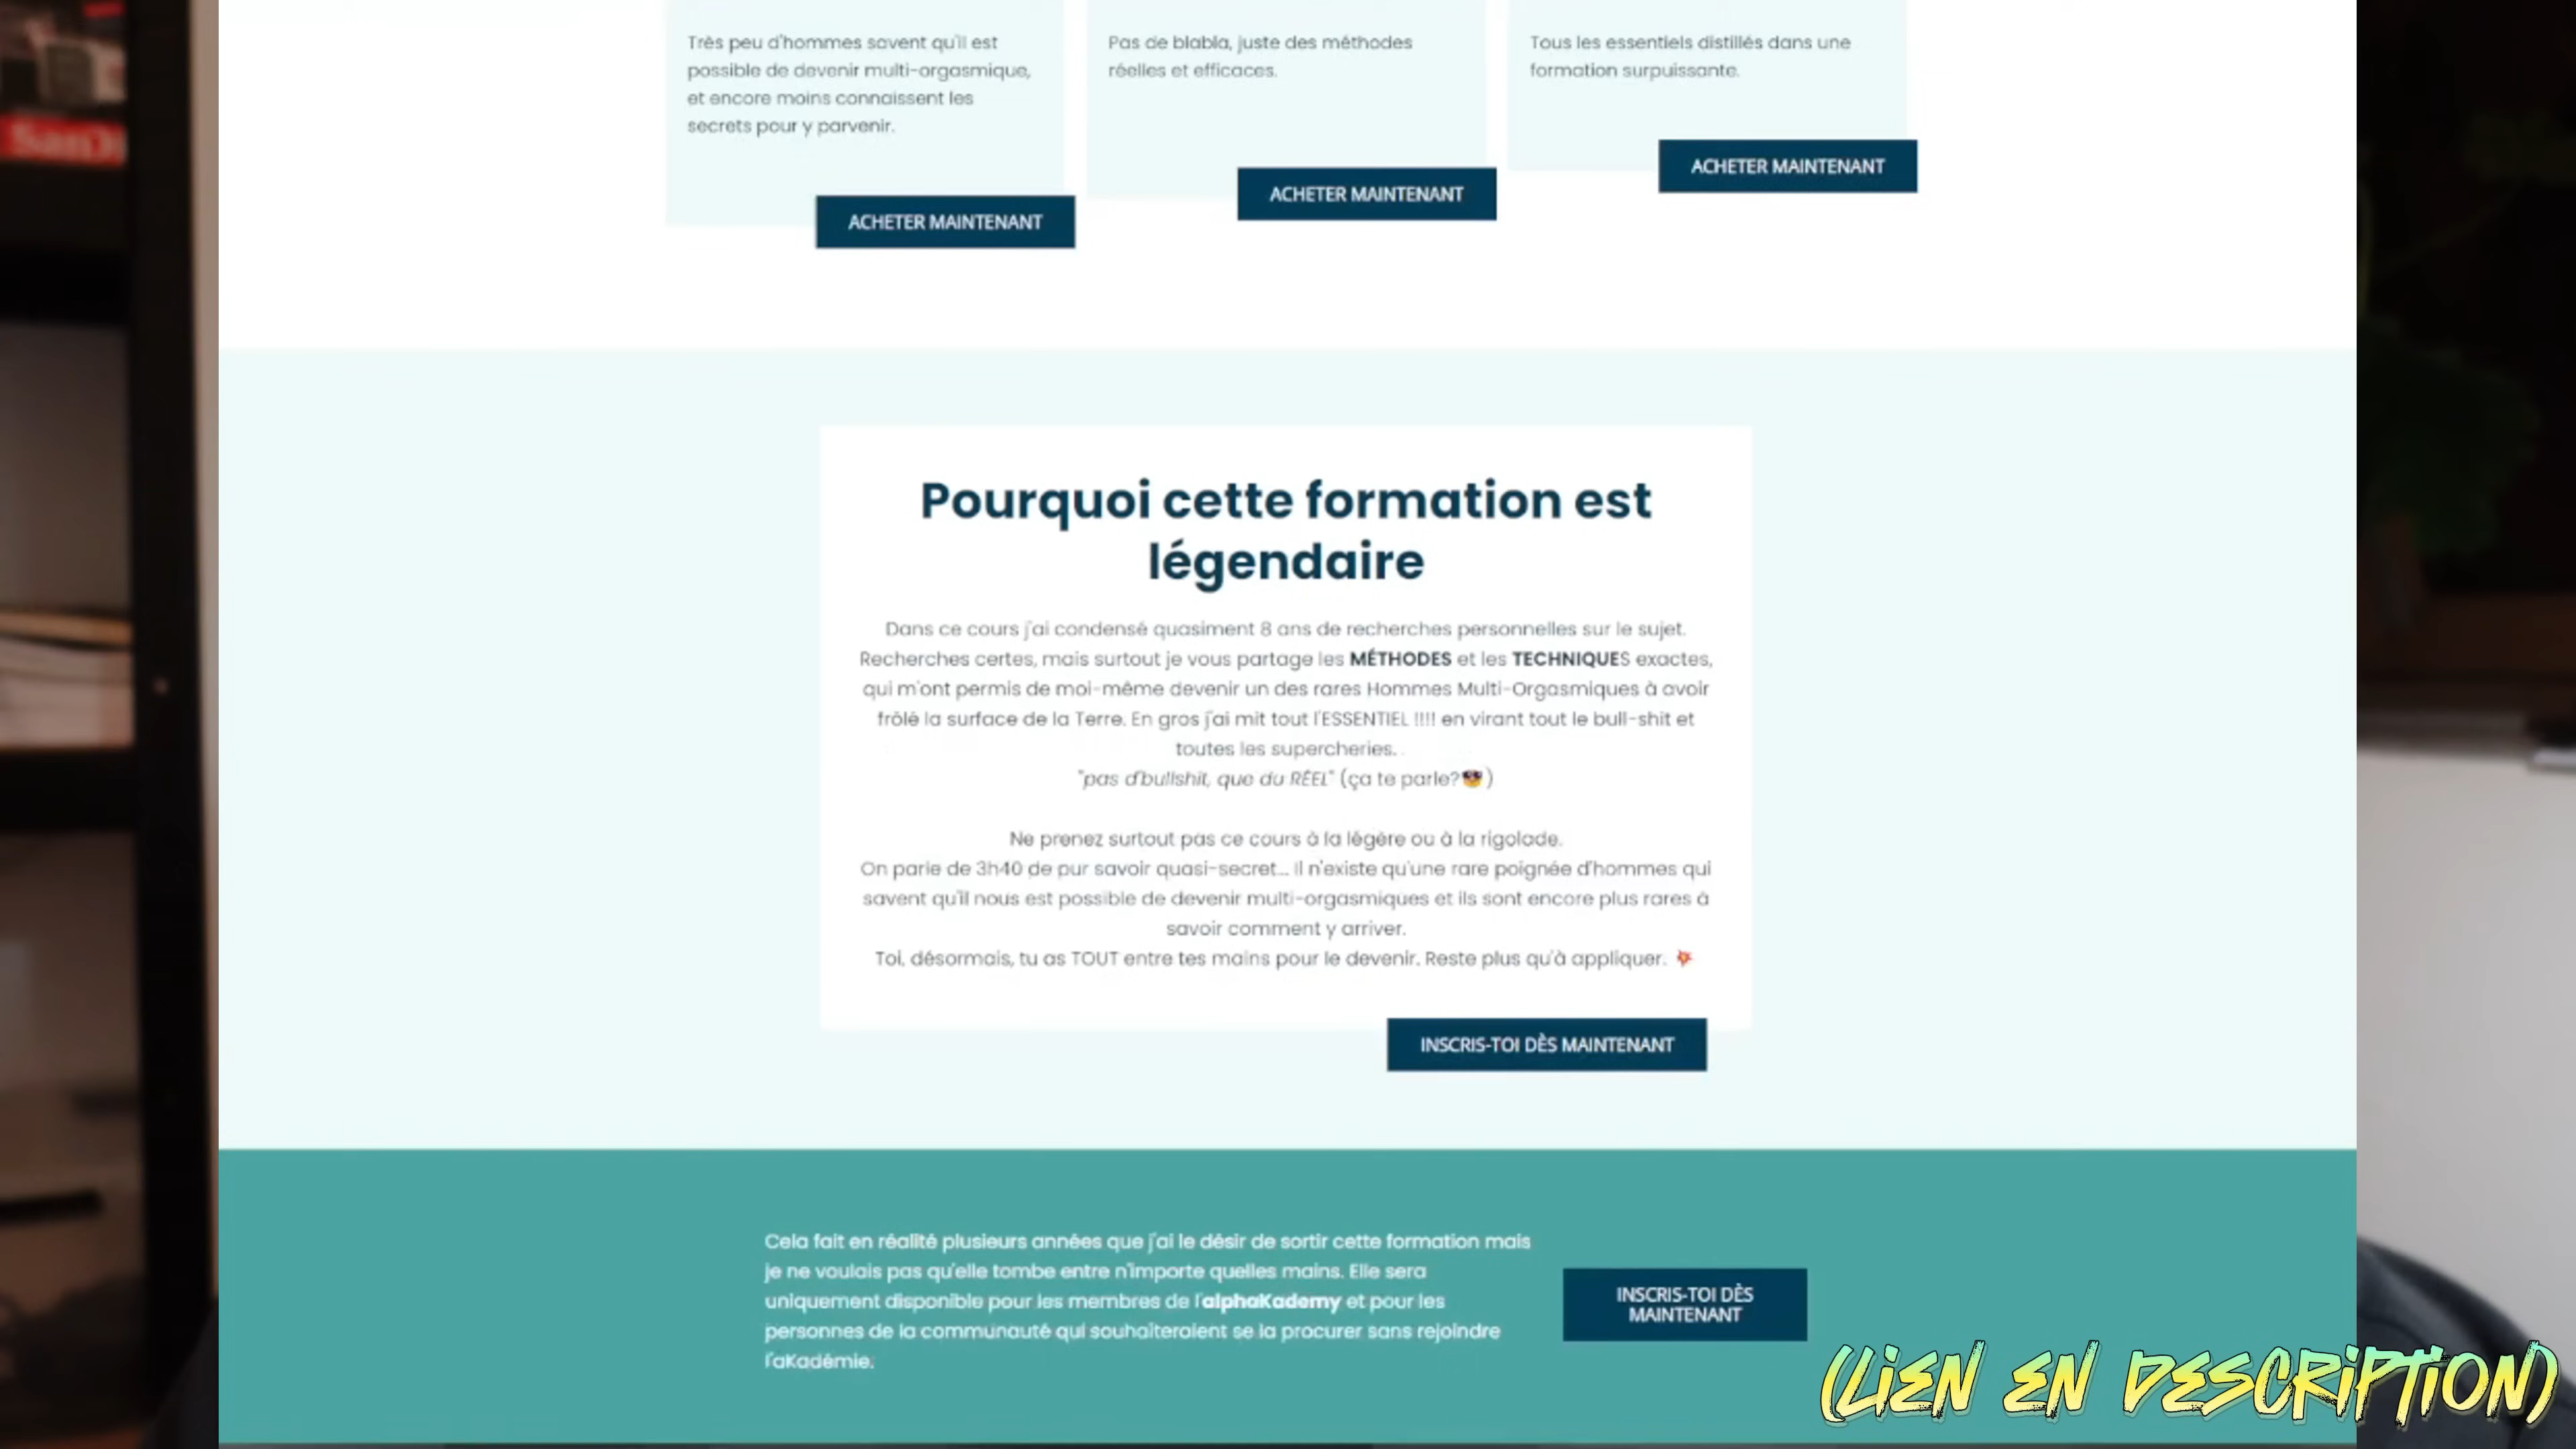 SanDi
Très peu d'hommes savent qu'il est
possible de devenir multi-orgasmique,
et encore moins connaissent les
secrets pour y parvenir.
ACHETER MAINTENANT
Pas de blabla, juste des méthodes
réelles et efficaces.
ACHETER MAINTENANT
Tous les essentiels distillés dans une
formation surpuissante.
ACHETER MAINTENANT
Pourquoi cette formation est
légendaire
Dans ce cours j'ai condensé quasiment 8 ans de recherches personnelles sur le sujet.
Recherches certes, mais surtout je vous partage les MÉTHODES et les TECHNIQUES exactes,
qui m'ont permis de moi-même devenir un des rares Hommes Multi-Orgasmiques à avoir
frôlé la surface de la Terre. En gros j'ai mit tout l'ESSENTIEL !!!! en virant tout le bull-shit et
toutes les supercheries. .
"pas d'bullshit, que du RÉEL" (ça te parle?😎)
Ne prenez surtout pas ce cours à la légère ou à la rigolade.
On parle de 3h40 de pur savoir quasi-secret... Il n'existe qu'une rare poignée d'hommes qui
savent qu'il nous est possible de devenir multi-orgasmiques et ils sont encore plus rares à
savoir comment y arriver.
Toi, désormais, tu as TOUT entre tes mains pour le devenir. Reste plus qu'à appliquer. 💥
INSCRIS-TOI DÈS MAINTENANT
Cela fait en réalité plusieurs années que j'ai le désir de sortir cette formation mais
je ne voulais pas qu'elle tombe entre n'importe quelles mains. Elle sera
uniquement disponible pour les membres de l'alphaKademy et pour les
personnes de la communauté qui souhaiteraient se la procurer sans rejoindre
l'aKadémie.
INSCRIS-TOI DÈS
MAINTENANT
(LiEN EN DESCRiPTiON)